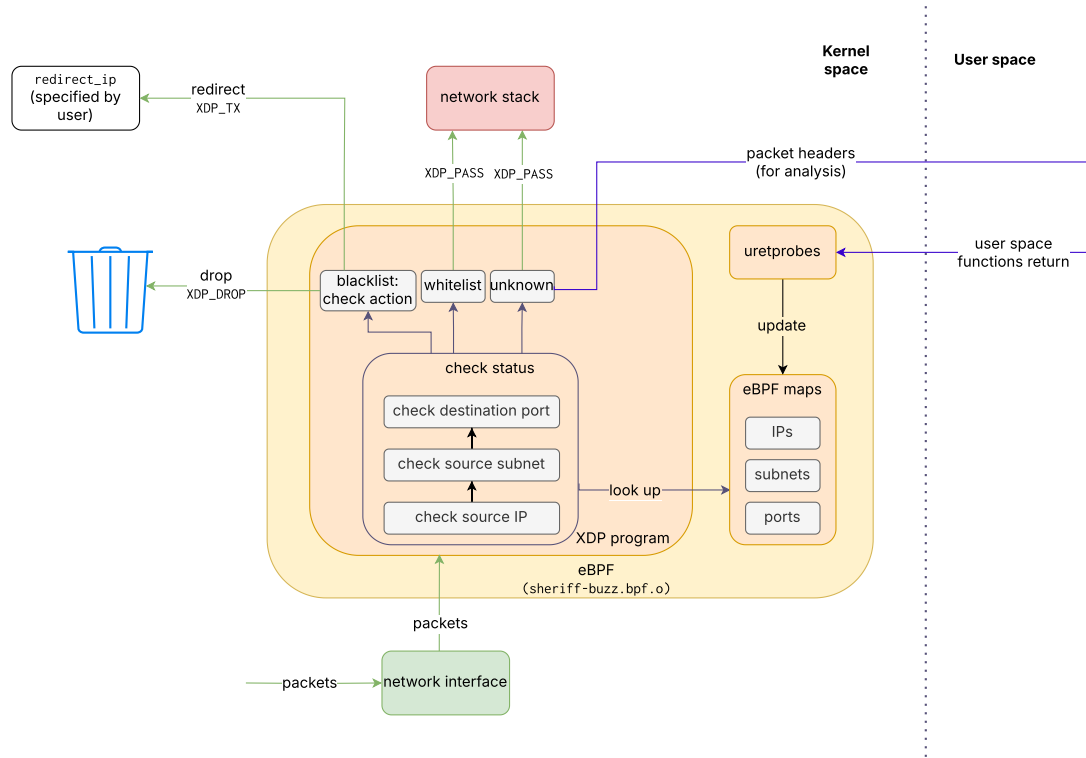 Kernel
space
User space
redirect_ip
(specified by
user)
redirect
XDP_TX
network stack
XDP_PASS
XDP_PASS
packet headers
(for analysis)
uretprobes
user space
functions return
drop
XDP_DROP
blacklist:
check action
whitelist
unknown
update
check status
eBPF maps
check destination port
IPs
check source subnet
subnets
look up
check source IP
ports
XDP program
eBPF
(sheriff-buzz.bpf.o)
packets
packets
network interface